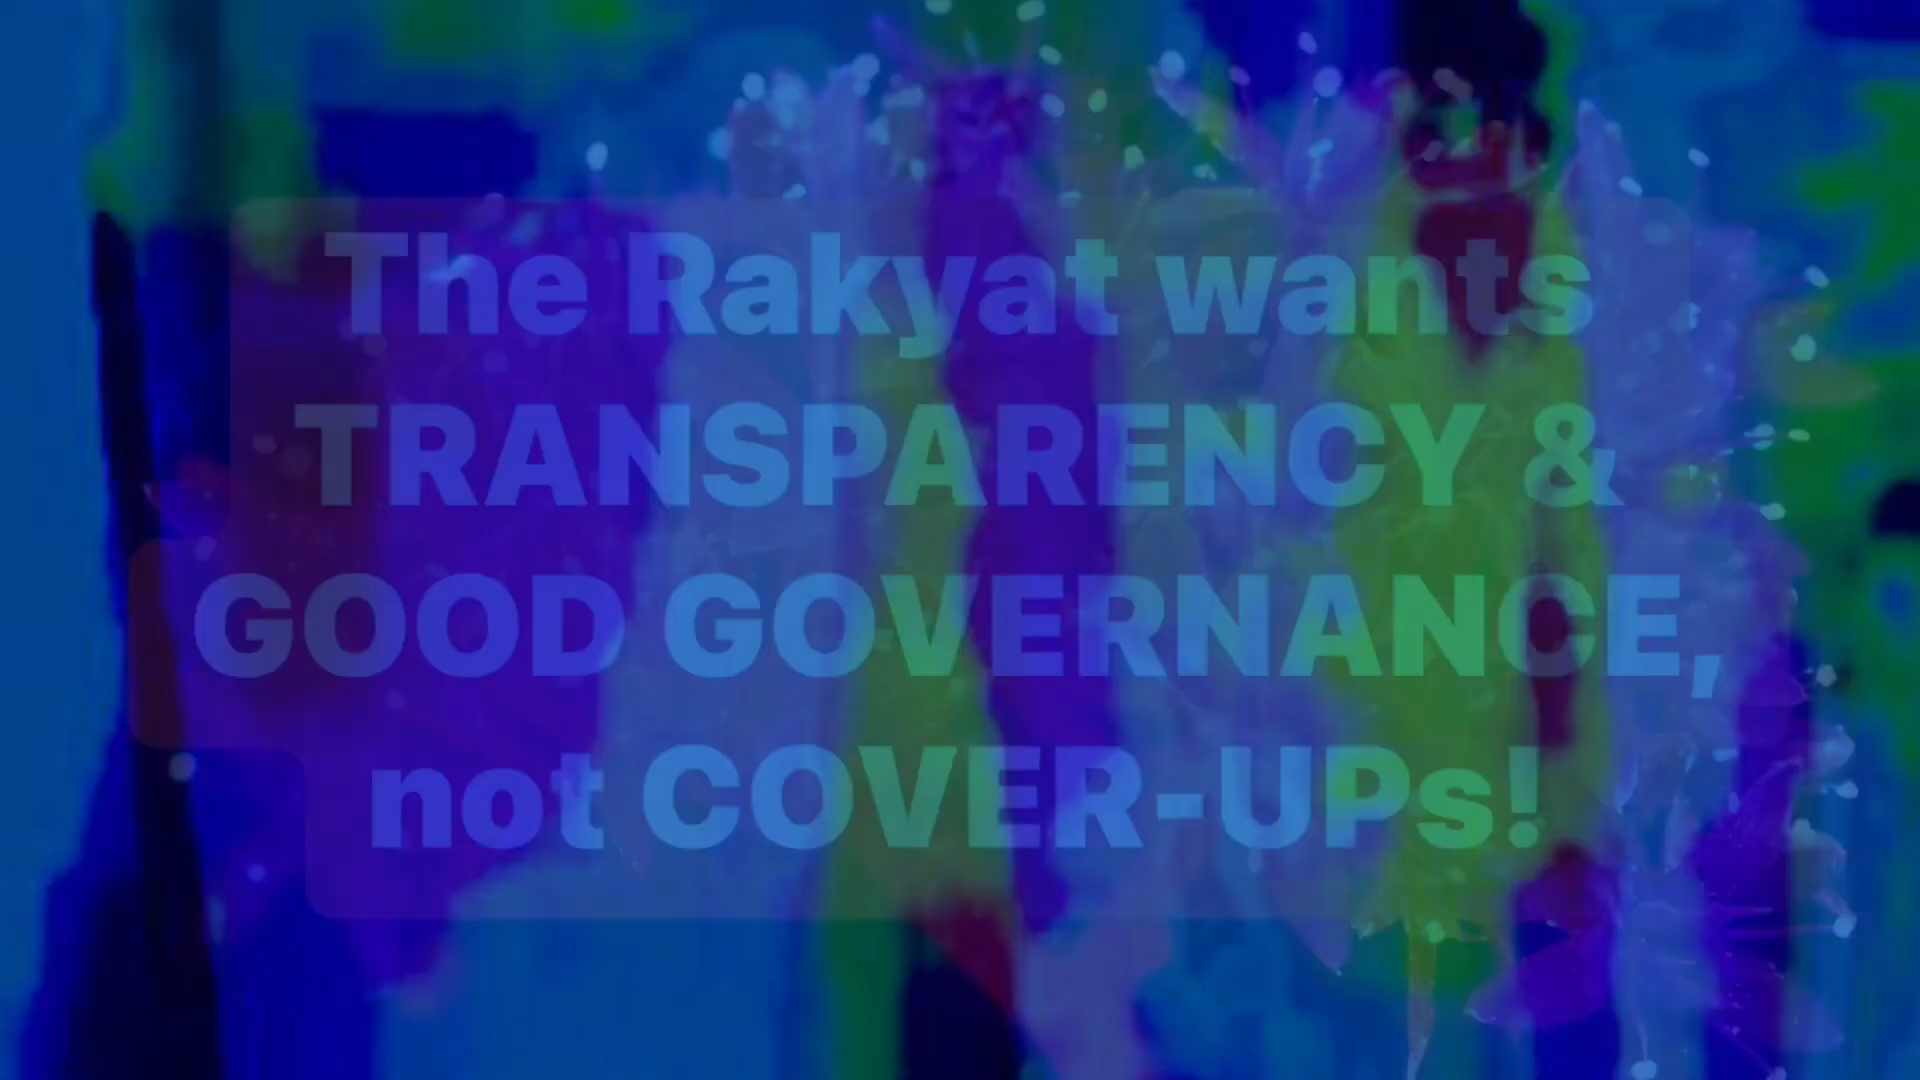 The Rakyat wants
TRANSPARENCY &
GOOD GOVERNANCE,
not COVER-UPs!